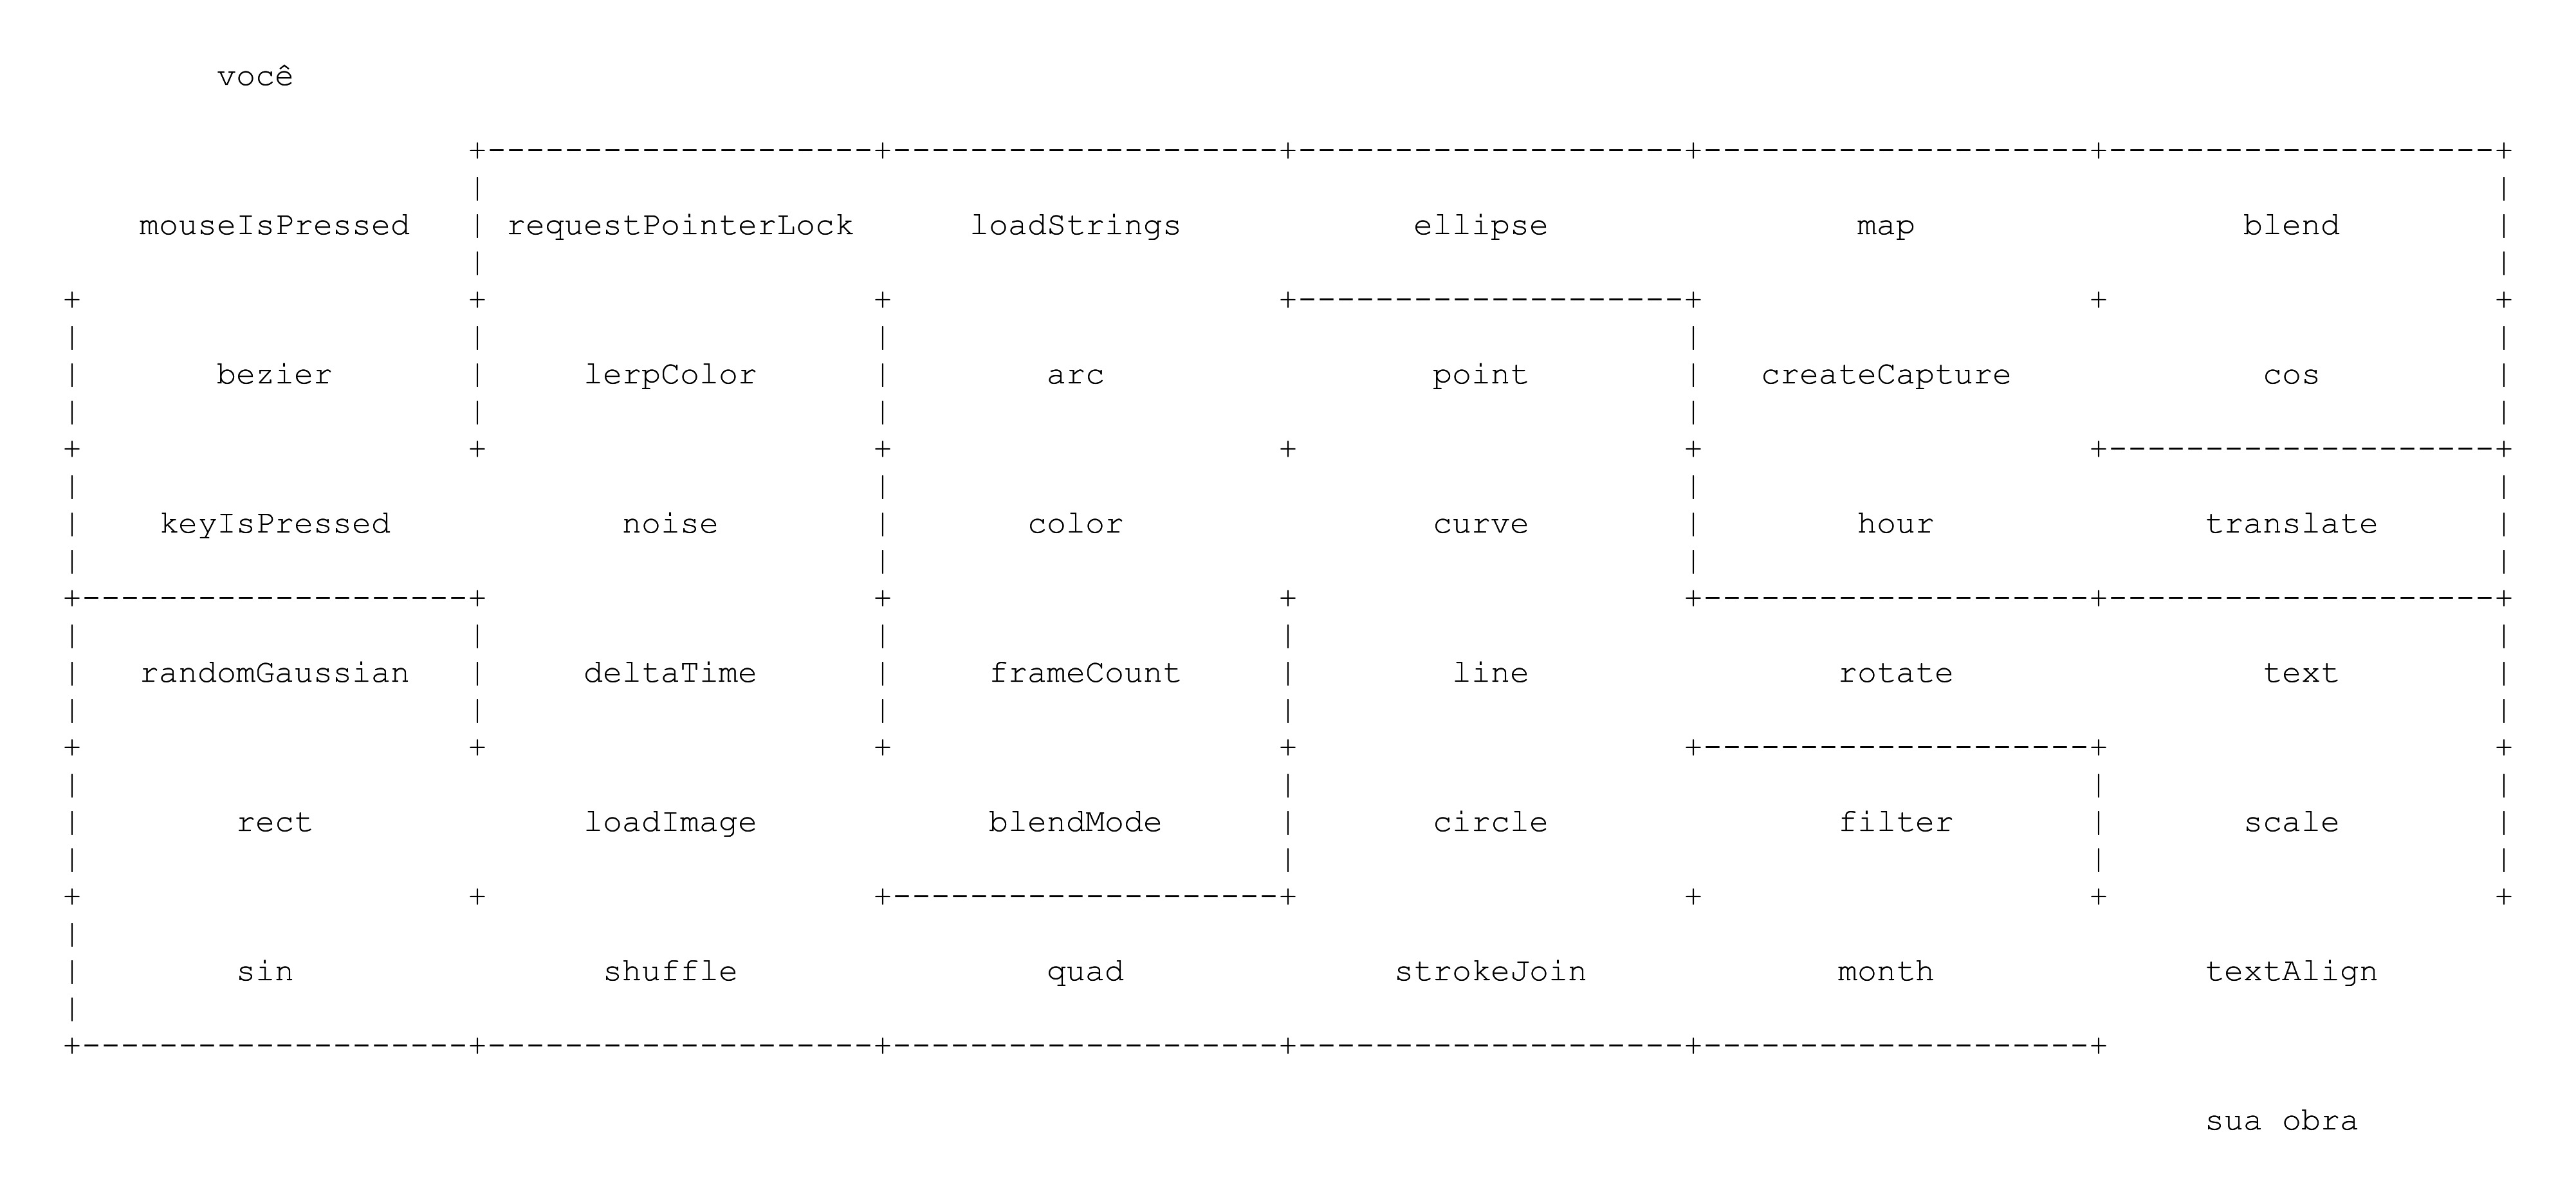 você
mouseIsPressed requestPointerLock loadStrings ellipse map blend
bezier lerpColor arc point createCapture cos
keyIsPressed noise color curve hour translate
randomGaussian deltaTime frameCount line rotate text
rect loadImage blendMode circle filter scale
sin shuffle quad strokeJoin month textAlign
sua obra